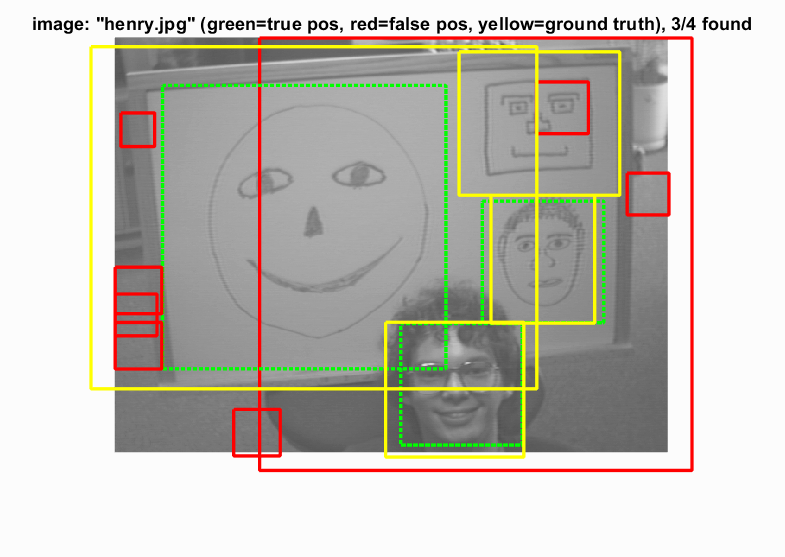 image: "henry.jpg" (green=true pos, red=false pos, yellow=ground truth), 3/4 found